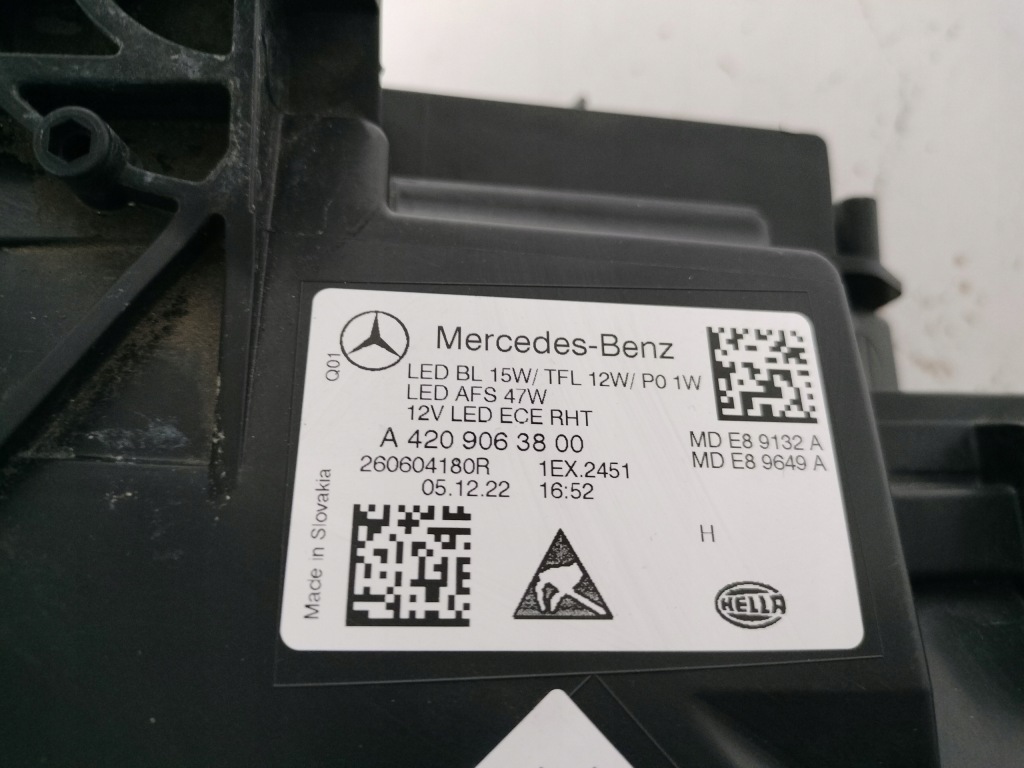 Mercedes-Benz
Q01
LED BL 15W/ TFL 12W/ PO 1W
LED AFS 47W
12V LED ECE RHT
A 420 906 38 00
MD E8 9132 A
MD E8 9649 A
260604180R 1EX.2451
05.12.22 16:52
Made in Slovakia
H
HELLA